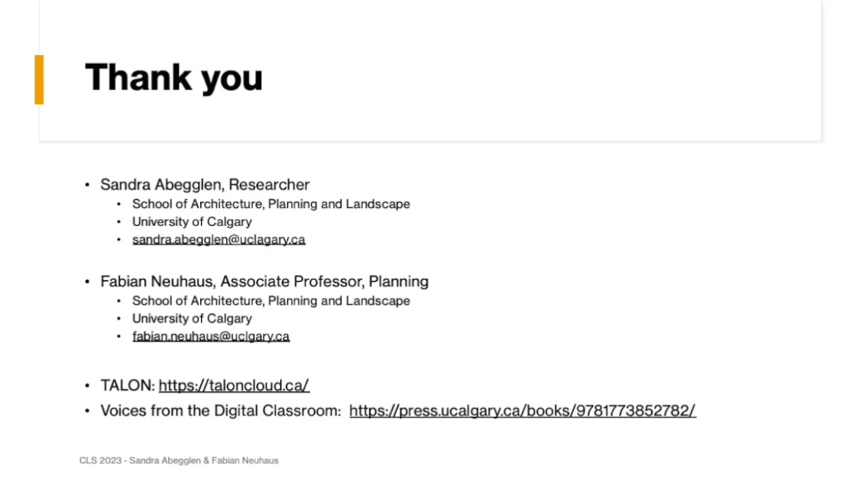 Thank you
• Sandra Abegglen, Researcher
• School of Architecture, Planning and Landscape
• University of Calgary
• sandra.abegglen@uclagary.ca
• Fabian Neuhaus, Associate Professor, Planning
• School of Architecture, Planning and Landscape
• University of Calgary
• fabian.neuhaus@uclgary.ca
• TALON: https://taloncloud.ca/
• Voices from the Digital Classroom: https://press.ucalgary.ca/books/9781773852782/
CLS 2023 - Sandra Abegglen & Fabian Neuhaus